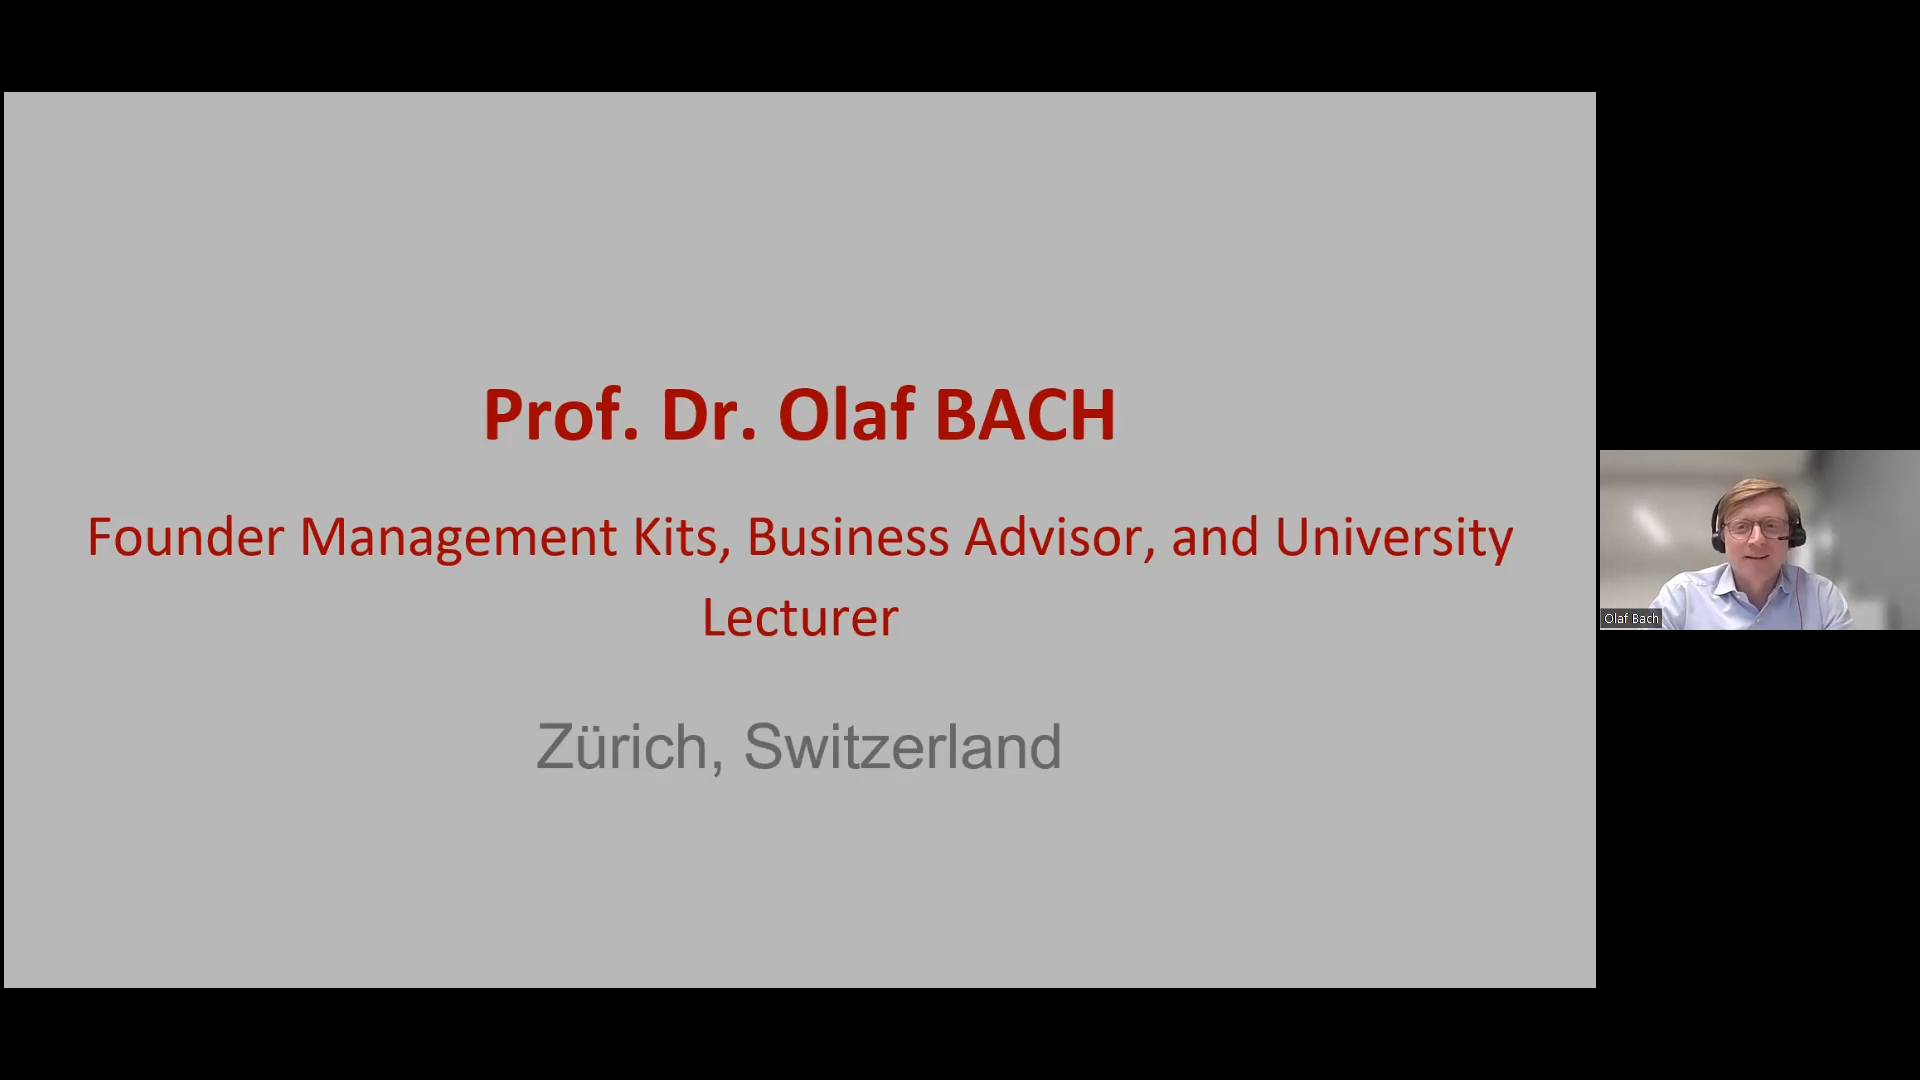 Prof. Dr. Olaf BACH
Founder Management Kits, Business Advisor, and University
Lecturer
Zürich, Switzerland
Olaf Bach